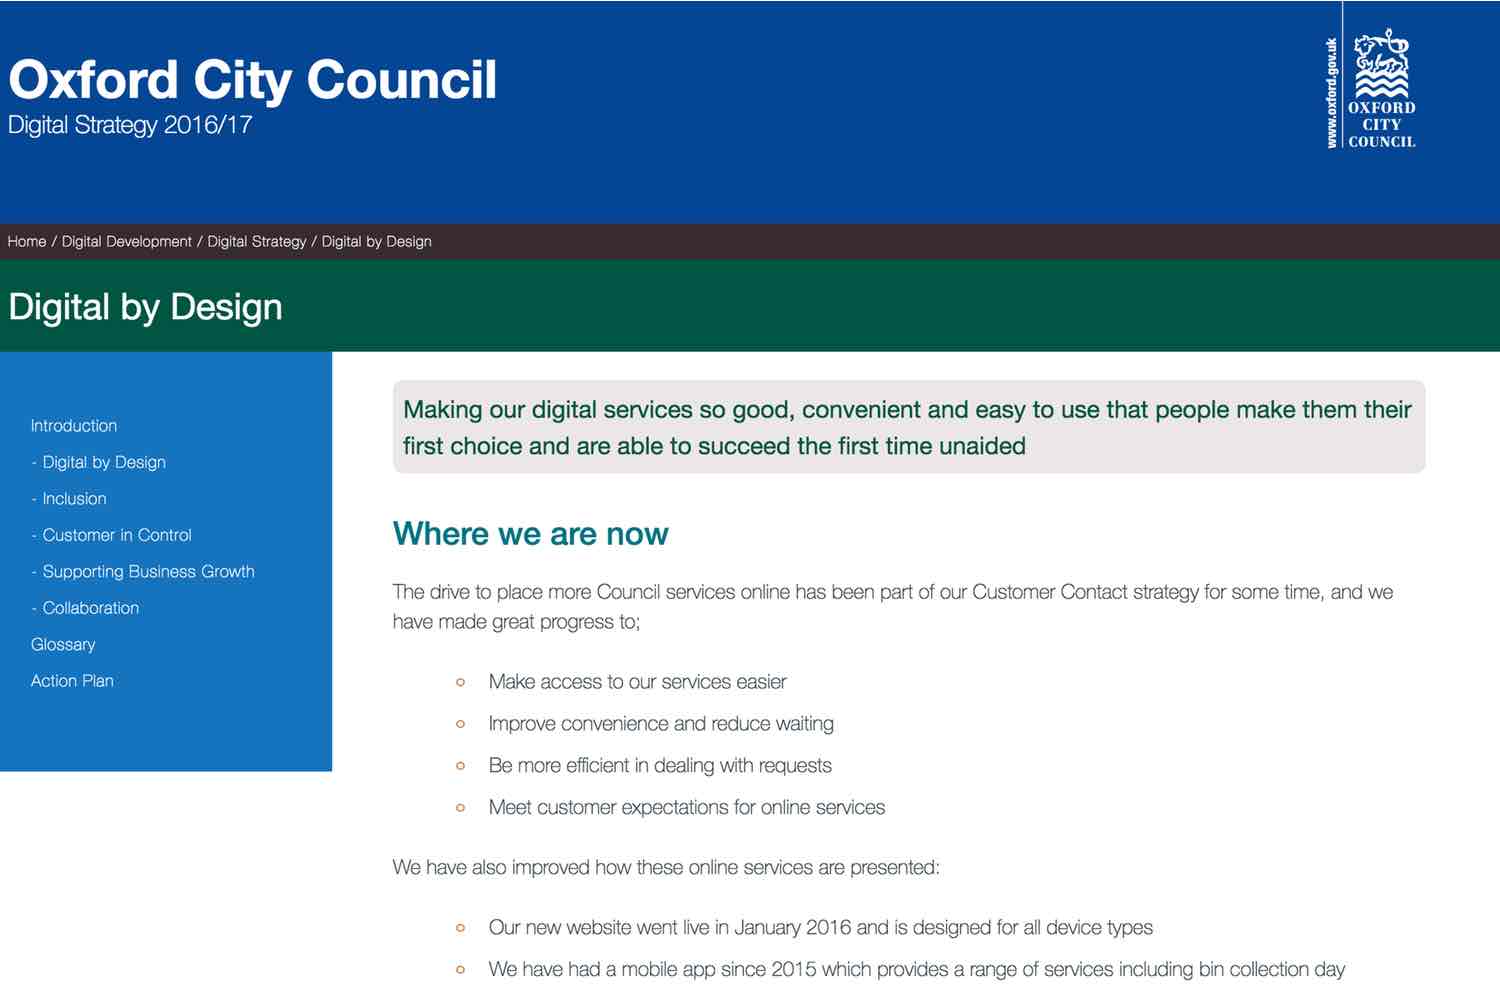 Oxford City Council
Digital Strategy 2016/17
www.oxford.gov.uk
OXFORD
CITY
COUNCIL
Home / Digital Development / Digital Strategy / Digital by Design
Digital by Design
Introduction
- Digital by Design
- Inclusion
- Customer in Control
- Supporting Business Growth
- Collaboration
Glossary
Action Plan
Making our digital services so good, convenient and easy to use that people make them their
first choice and are able to succeed the first time unaided
Where we are now
The drive to place more Council services online has been part of our Customer Contact strategy for some time, and we
have made great progress to;
Make access to our services easier
Improve convenience and reduce waiting
Be more efficient in dealing with requests
Meet customer expectations for online services
We have also improved how these online services are presented:
Our new website went live in January 2016 and is designed for all device types
We have had a mobile app since 2015 which provides a range of services including bin collection day